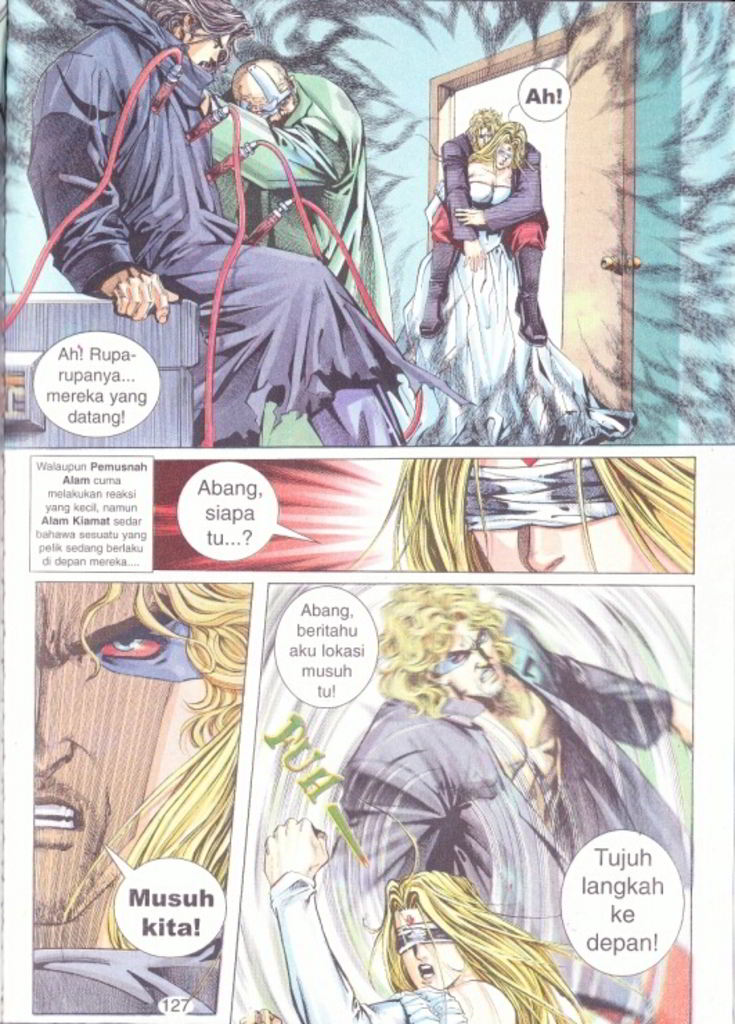 Ah!
Ah! Rupa-
rupanya...
mereka yang
datang!
Walaupun Pemusnah
Alam cuma
melakukan reaksi
yang kecil, namun
Alam Kiamat sedar
bahawa sesuatu yang
pelik sedang berlaku
di depan mereka....
Abang,
siapa
tu...?
Musuh
kita!
Abang,
beritahu
aku lokasi
musuh
tu!
FUH
Tujuh
langkah
ke
depan!
127